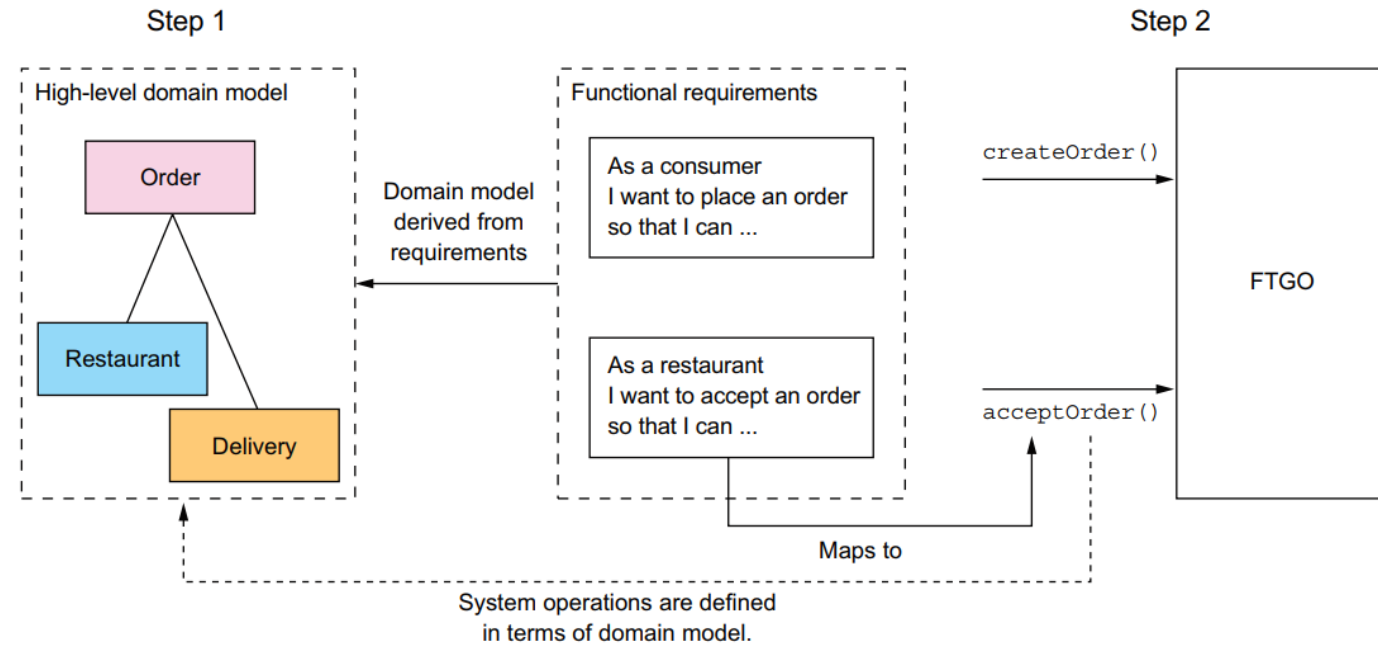 Step 1
Step 2
High-level domain model
Order
Restaurant
Delivery
Domain model
derived from
requirements
Functional requirements
As a consumer
I want to place an order
so that I can ...
As a restaurant
I want to accept an order
so that I can ...
createOrder()
acceptOrder()
FTGO
Maps to
System operations are defined
in terms of domain model.